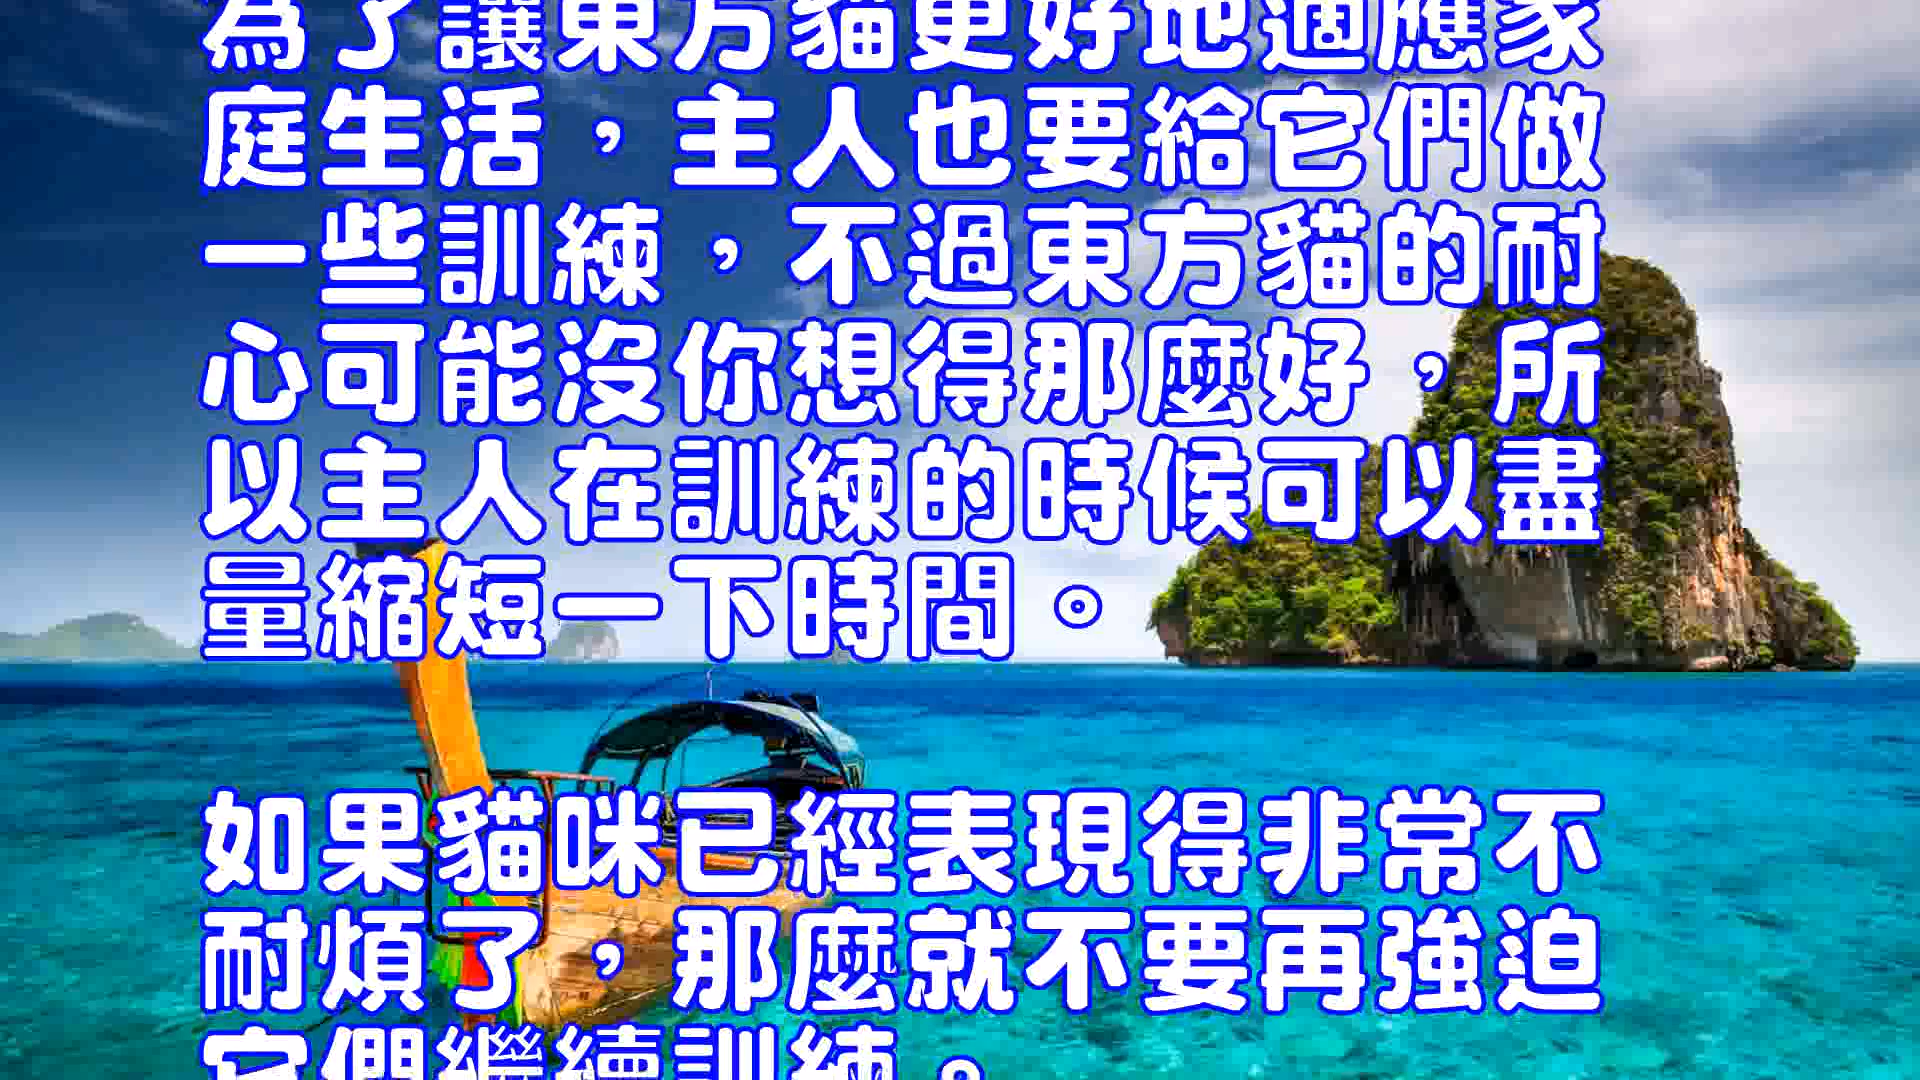 為了讓東方貓更好地適應家
庭生活，主人也要給它們做
一些訓練，不過東方貓的耐
心可能沒你想得那麼好，所
以主人在訓練的時候可以盡
量縮短一下時間。
如果貓咪已經表現得非常不
耐煩了，那麼就不要再強迫
它們繼續訓練。